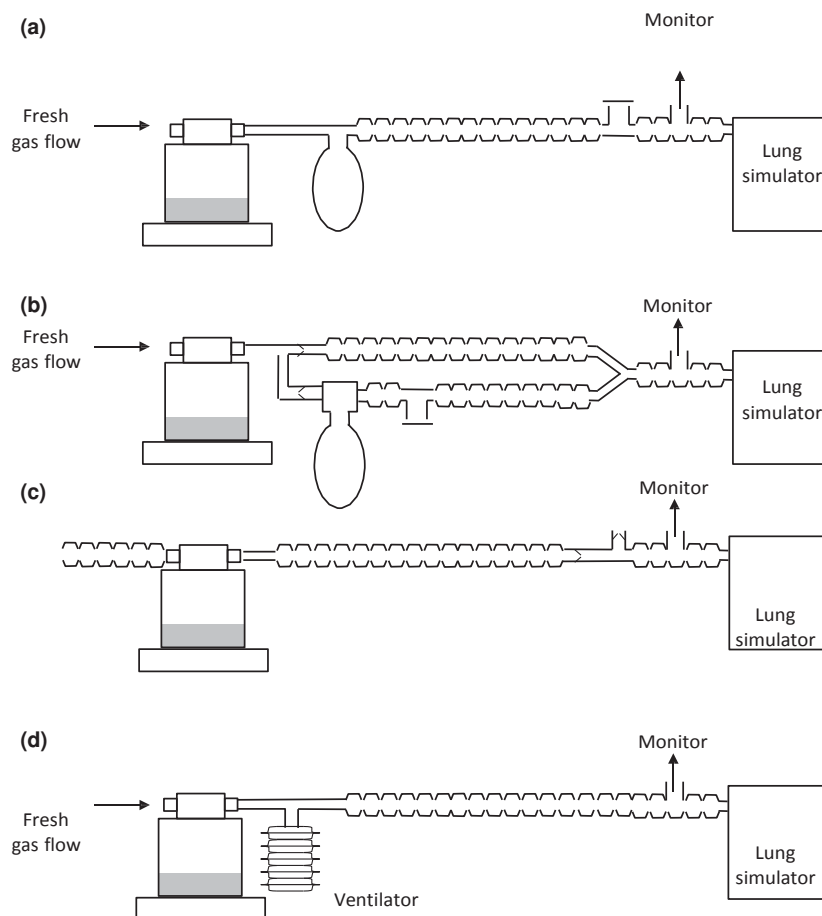 (a)
Monitor
Fresh
gas flow
Lung
simulator
(b)
Monitor
Fresh
gas flow
Lung
simulator
(c)
Monitor
Lung
simulator
(d)
Monitor
Fresh
gas flow
Lung
simulator
Ventilator